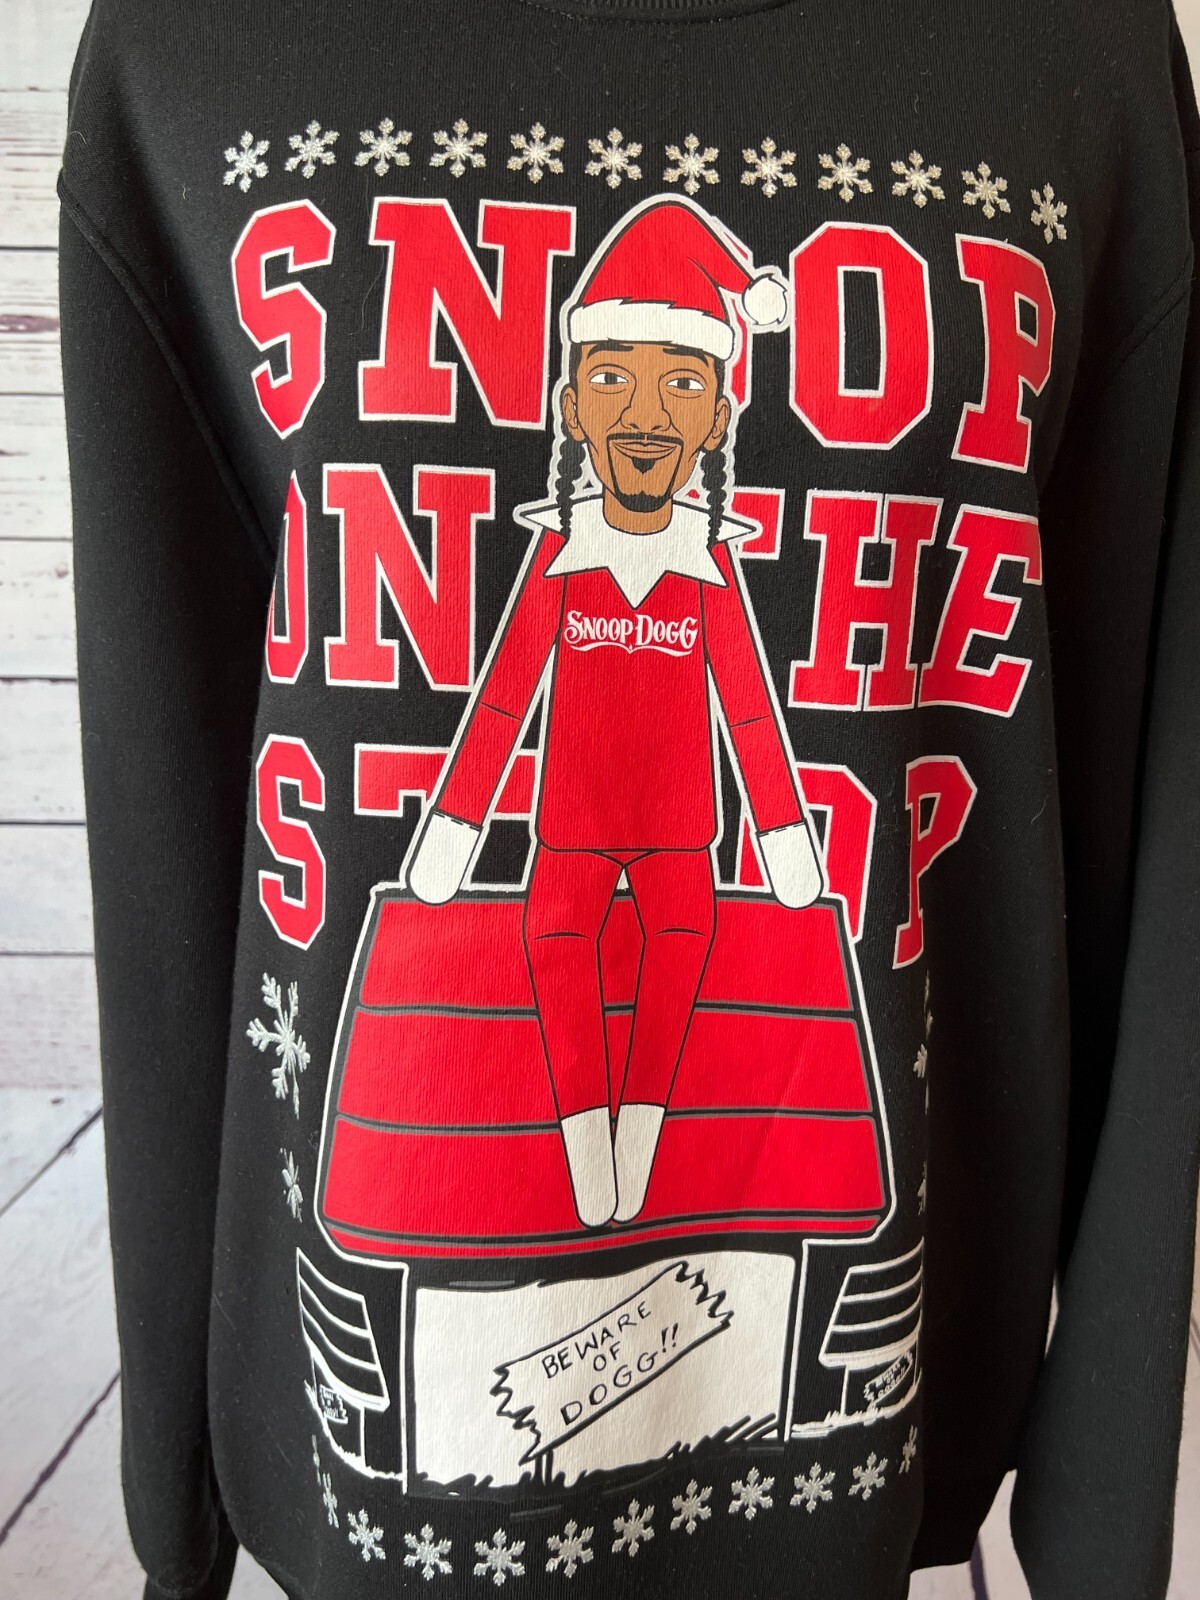 SNOOP
ON THE
STOOP
SNOOP DOGG
BEWARE
OF
DOGG!!